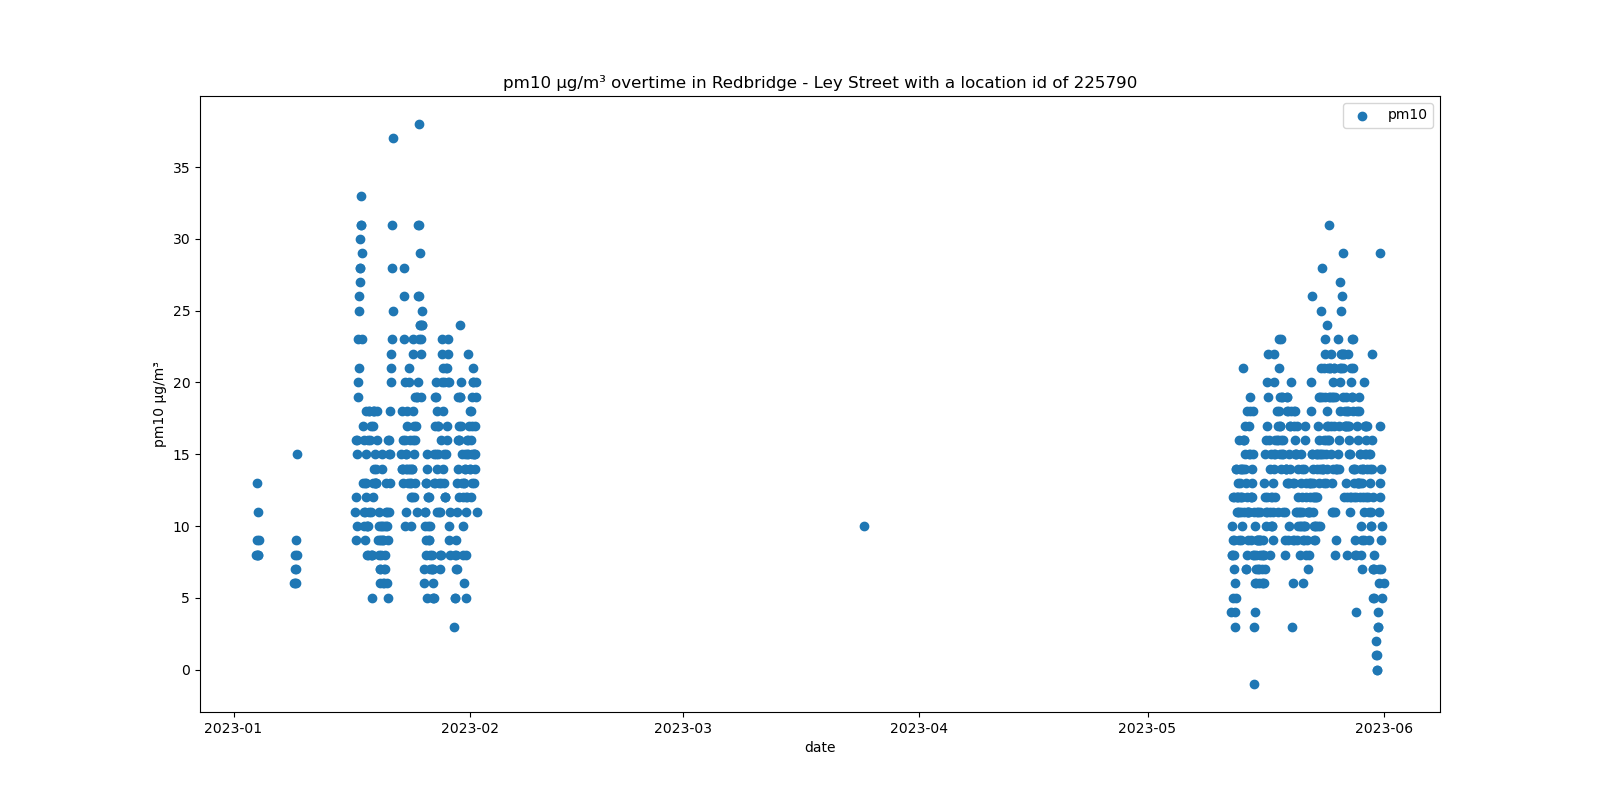 pm10 μg/m³ overtime in Redbridge - Ley Street with a location id of 225790
pm10
35
30
25
20
15
10
5
0
pm10 μg/m³
2023-01 2023-02 2023-03 2023-04 2023-05 2023-06
date